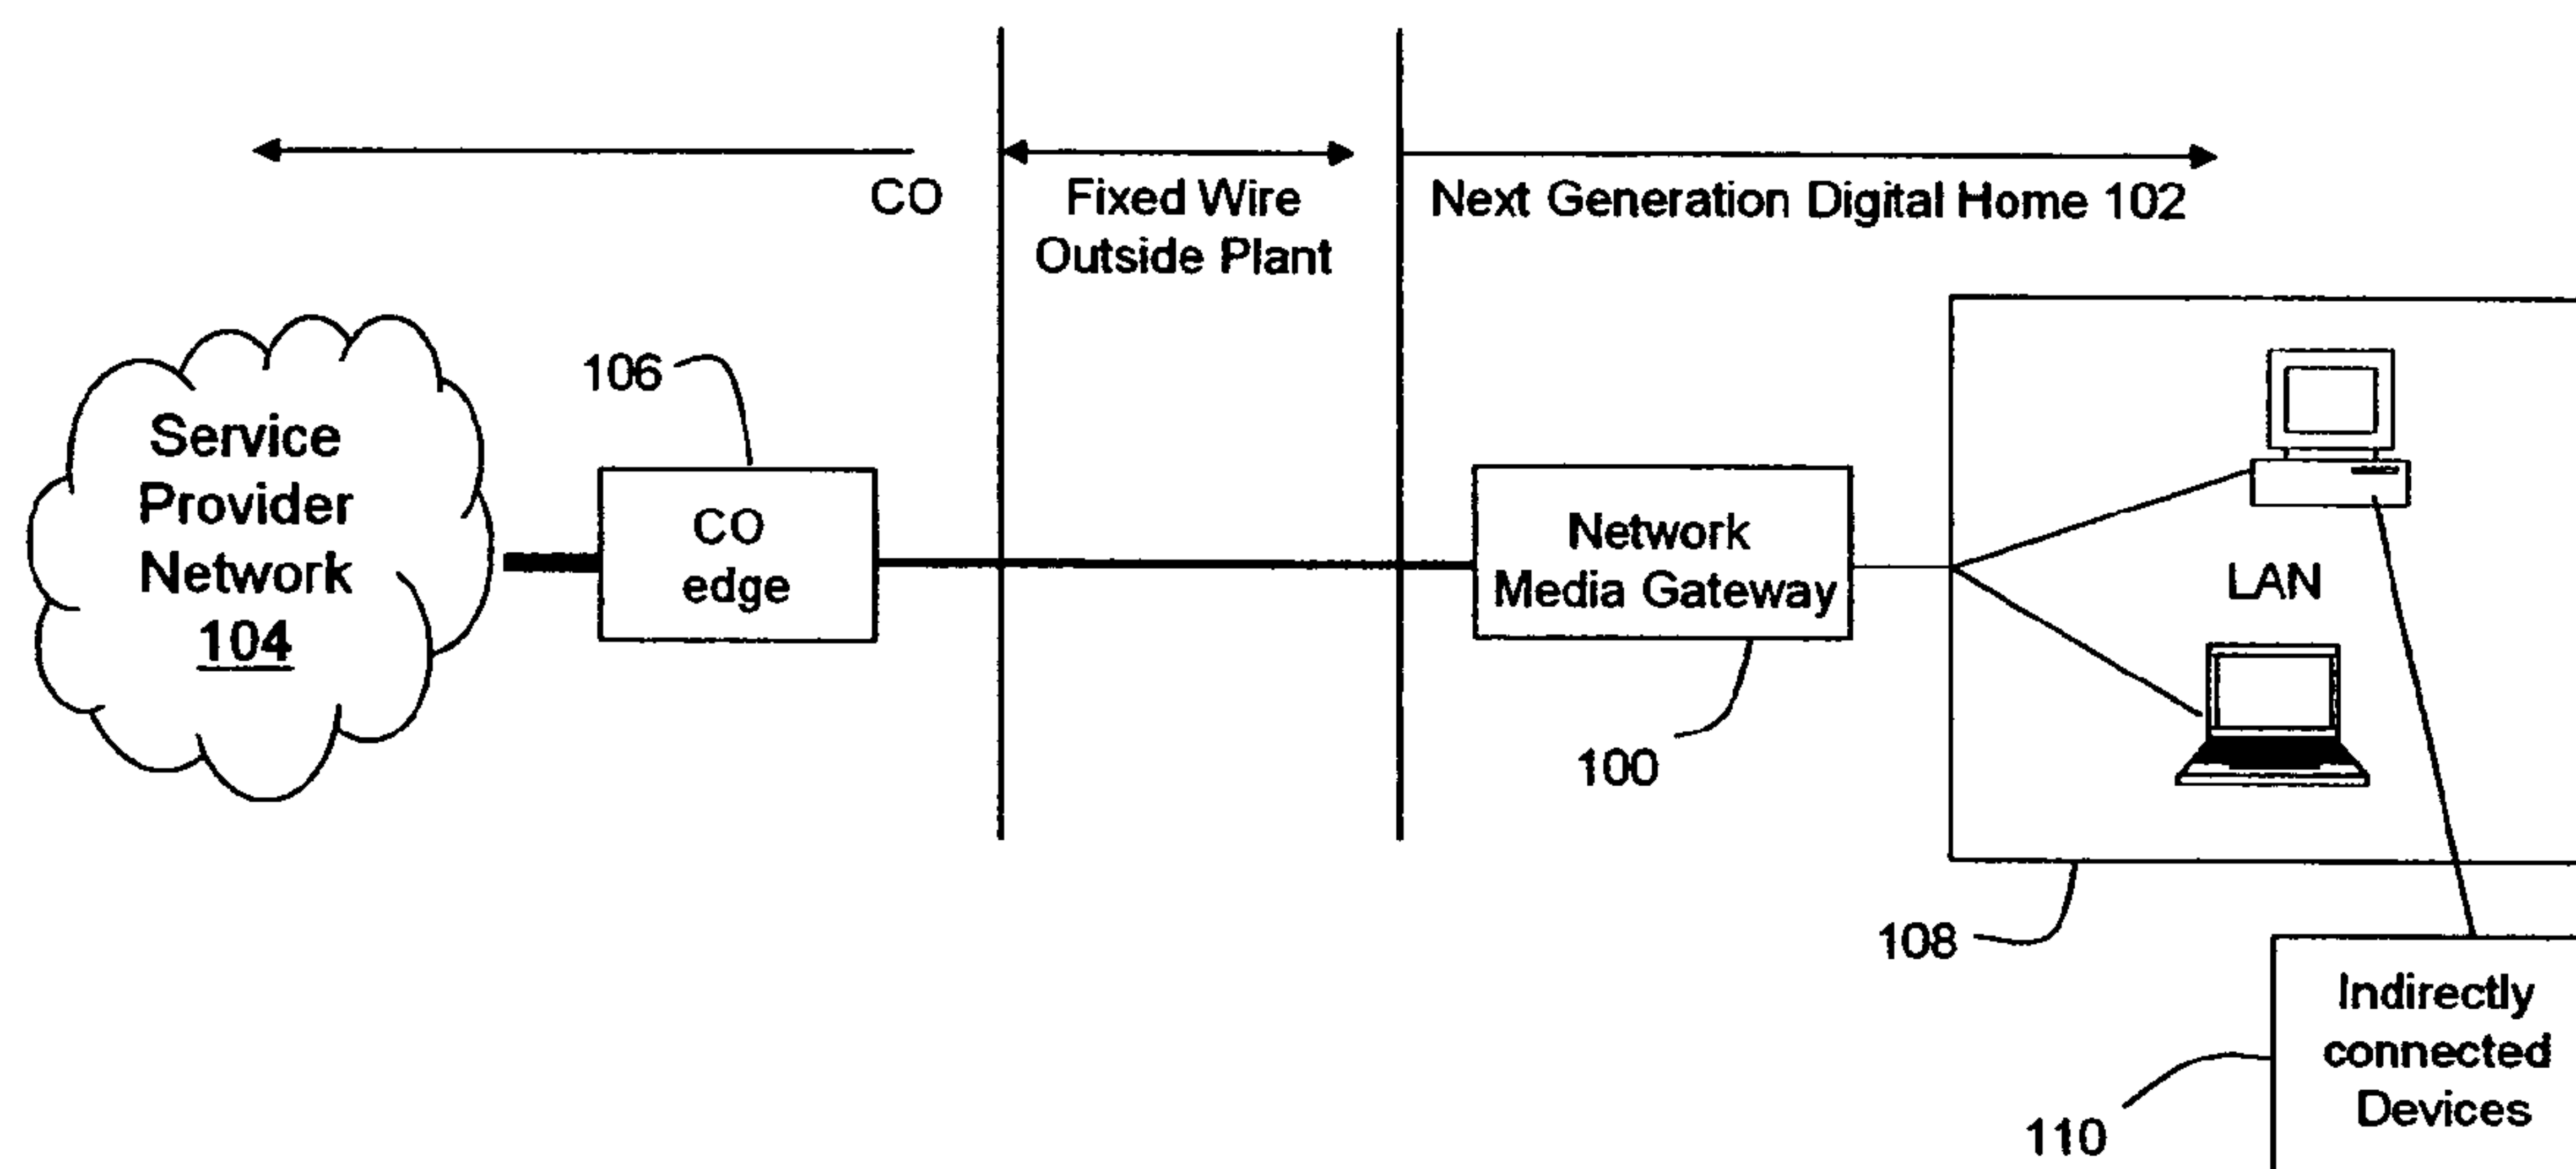 CO
Fixed Wire
Outside Plant
Next Generation Digital Home 102
106
Service
Provider
Network
104
CO
edge
Network
Media Gateway
LAN
100
108
Indirectly
connected
Devices
110